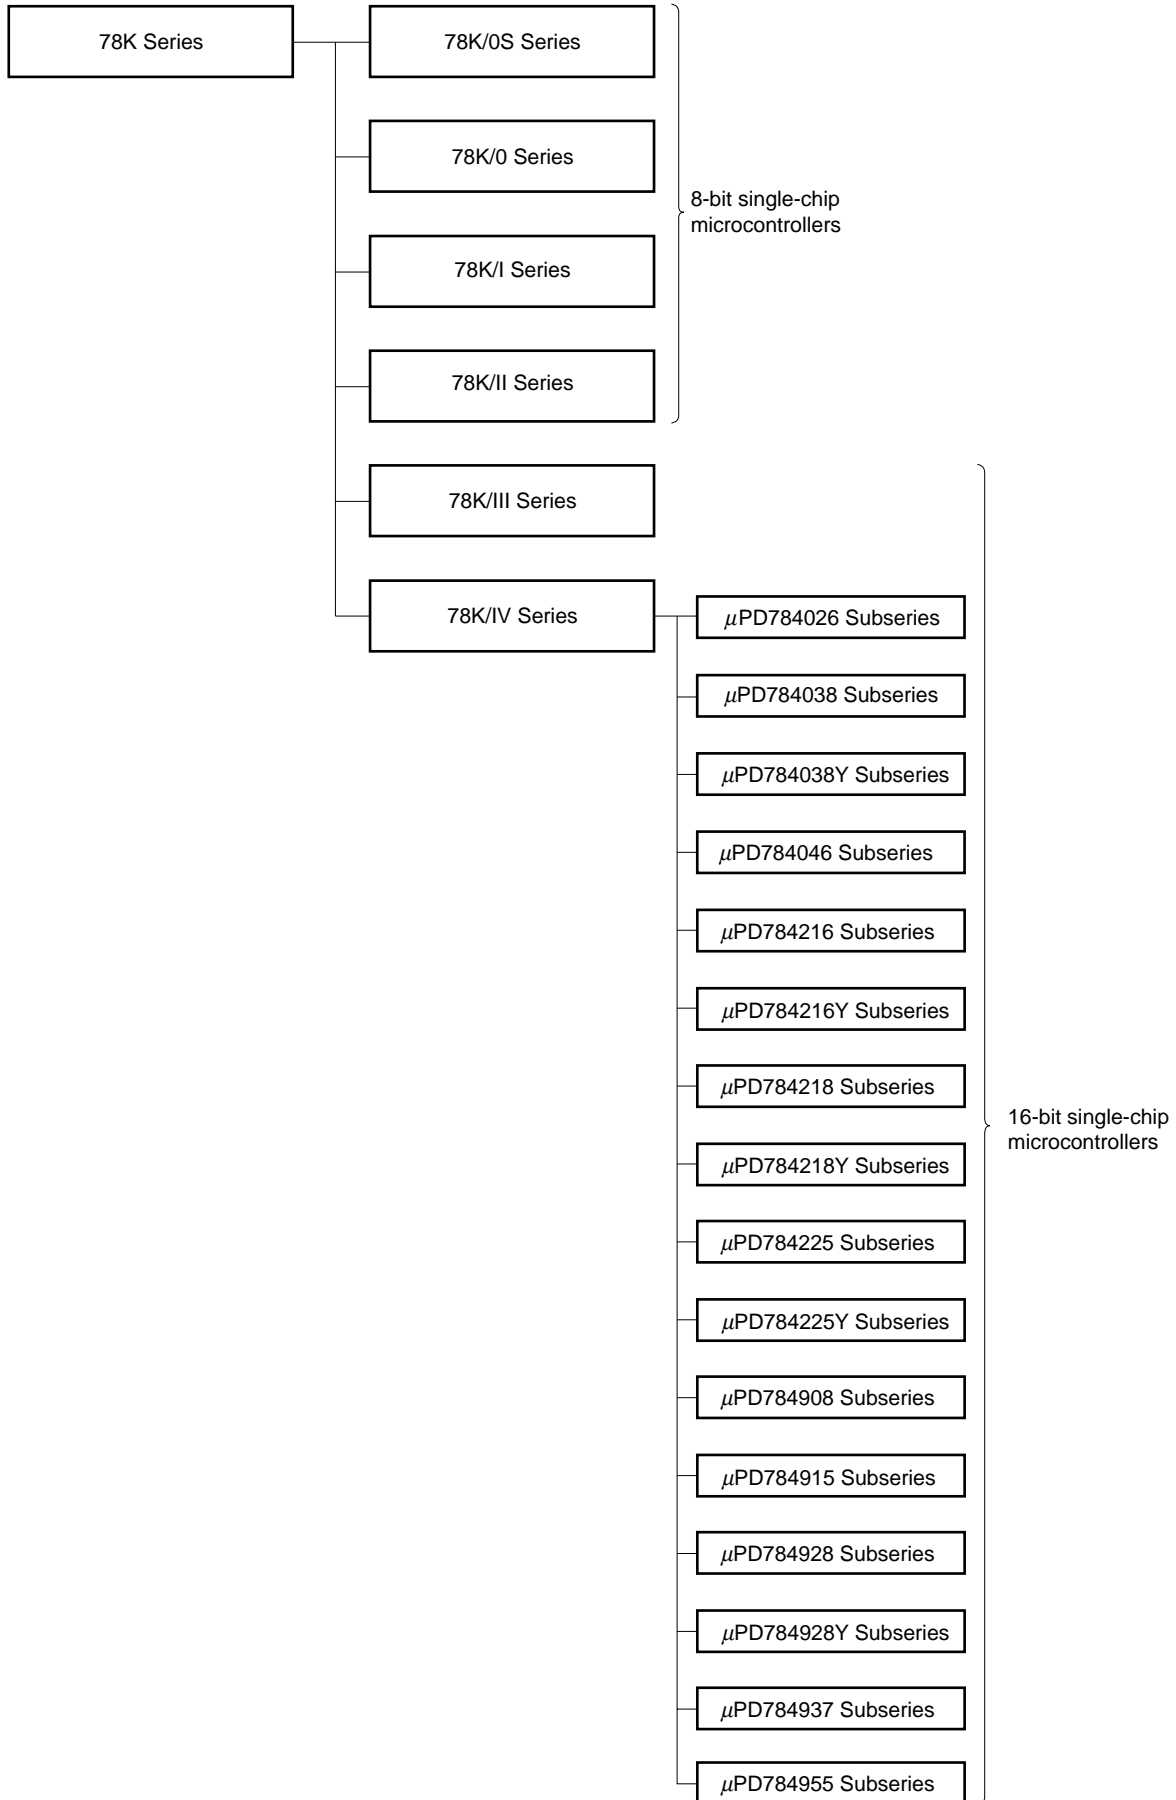 78K Series
78K/0S Series
78K/0 Series
8-bit single-chip
microcontrollers
78K/I Series
78K/II Series
78K/III Series
78K/IV Series
μPD784026 Subseries
μPD784038 Subseries
μPD784038Y Subseries
μPD784046 Subseries
μPD784216 Subseries
μPD784216Y Subseries
μPD784218 Subseries
16-bit single-chip
microcontrollers
μPD784218Y Subseries
μPD784225 Subseries
μPD784225Y Subseries
μPD784908 Subseries
μPD784915 Subseries
μPD784928 Subseries
μPD784928Y Subseries
μPD784937 Subseries
μPD784955 Subseries